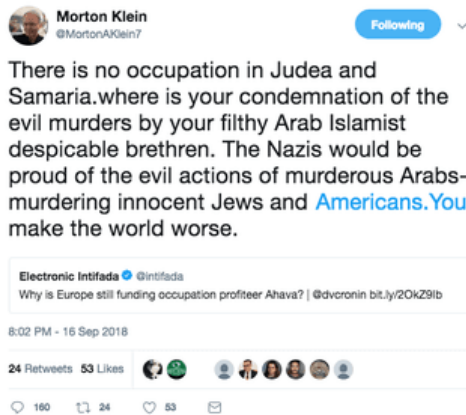 Morton Klein
@MortonAKlein7
Following
There is no occupation in Judea and
Samaria.where is your condemnation of the
evil murders by your filthy Arab Islamist
despicable brethren. The Nazis would be
proud of the evil actions of murderous Arabs-
murdering innocent Jews and Americans.You
make the world worse.
Electronic Intifada @intifada
Why is Europe still funding occupation profiteer Ahava? | @dvcronin bit.ly/2OkZ9lb
8:02 PM - 16 Sep 2018
24 Retweets 53 Likes
160 24 53